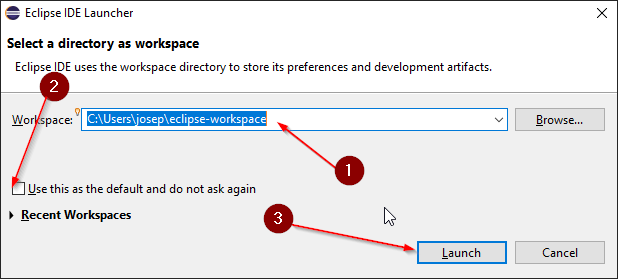 Eclipse IDE Launcher
Select a directory as workspace
Eclipse IDE uses the workspace directory to store its preferences and development artifacts.
2
Workspace: C:\Users\josep\eclipse-workspace Browse...
1
Use this as the default and do not ask again
Recent Workspaces
3
Launch Cancel